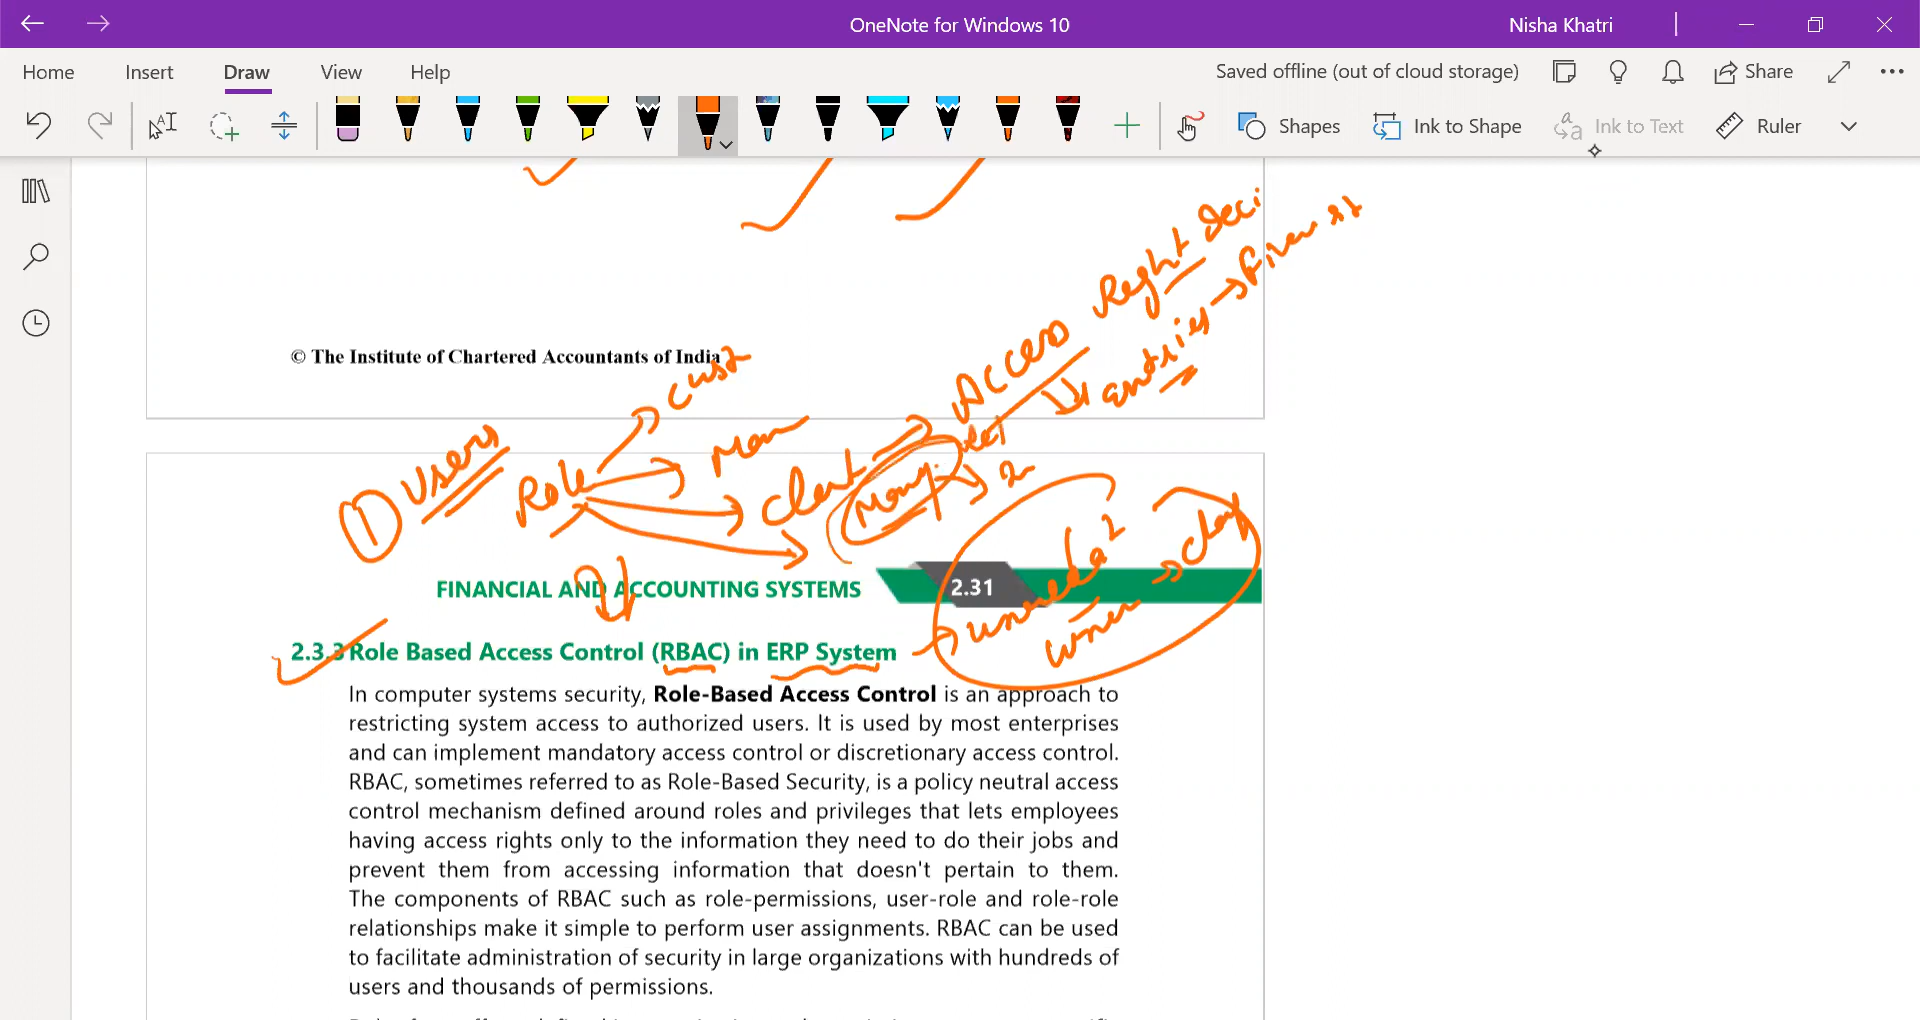 OneNote for Windows 10
Nisha Khatri
Home Insert Draw View Help
Saved offline (out of cloud storage)
Share
Shapes
Ink to Shape
Ink to Text
Ruler
Right deci
Access
entries
© The Institute of Chartered Accountants of India
cust
① Users
Role
Man
FINANCIAL AND ACCOUNTING SYSTEMS
2.31
2.3.3 Role Based Access Control (RBAC) in ERP System
In computer systems security, Role-Based Access Control is an approach to
restricting system access to authorized users. It is used by most enterprises
and can implement mandatory access control or discretionary access control.
RBAC, sometimes referred to as Role-Based Security, is a policy neutral access
control mechanism defined around roles and privileges that lets employees
having access rights only to the information they need to do their jobs and
prevent them from accessing information that doesn't pertain to them.
The components of RBAC such as role-permissions, user-role and role-role
relationships make it simple to perform user assignments. RBAC can be used
to facilitate administration of security in large organizations with hundreds of
users and thousands of permissions.